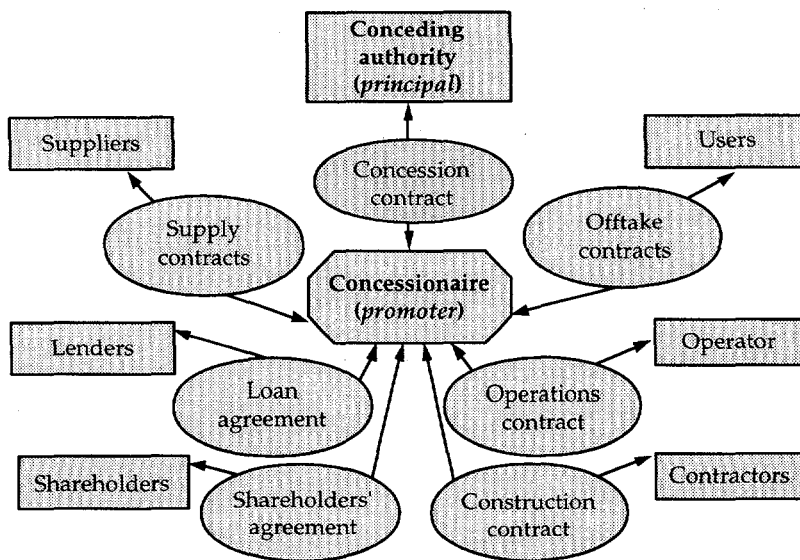 Conceding
authority
(principal)
Suppliers
Users
Concession
contract
Supply
contracts
Offtake
contracts
Concessionaire
(promoter)
Lenders
Operator
Loan
agreement
Operations
contract
Shareholders
Contractors
Shareholders'
agreement
Construction
contract